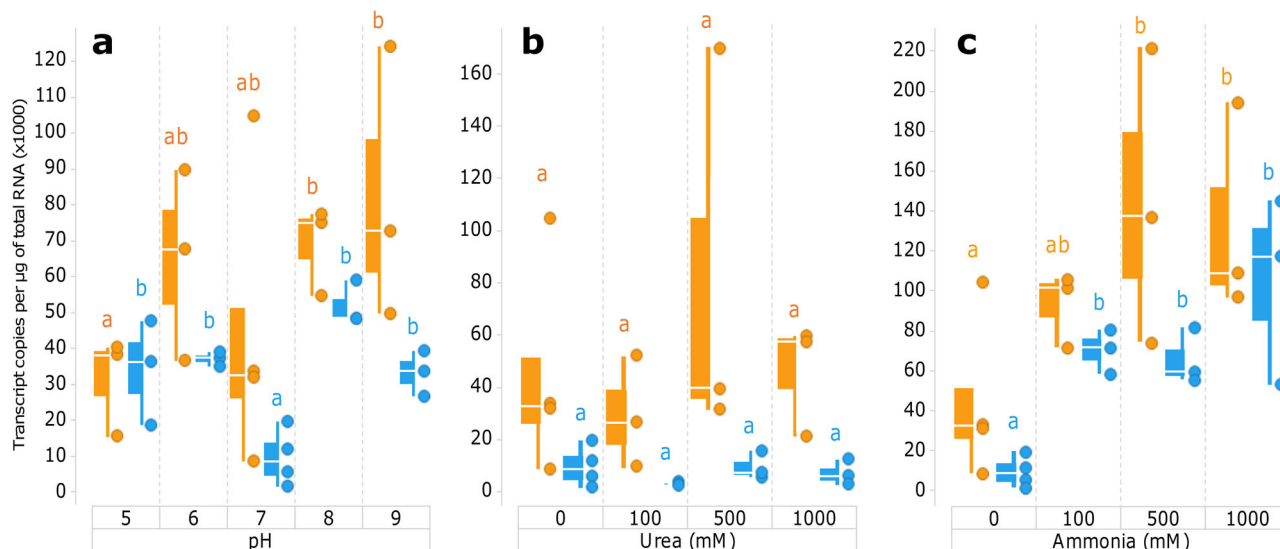 a
b
c
Transcript copies per µg of total RNA (x1000)
120
110
100
90
80
70
60
50
40
30
20
10
0
a
b
ab
b
ab
a
b
b
b
b
5 6 7 8 9
pH
160
140
120
100
80
60
40
20
0
a
a
a
a
a
a
a
a
0 100 500 1000
Urea (mM)
220
200
180
160
140
120
100
80
60
40
20
0
a
a
ab
b
b
b
b
b
0 100 500 1000
Ammonia (mM)